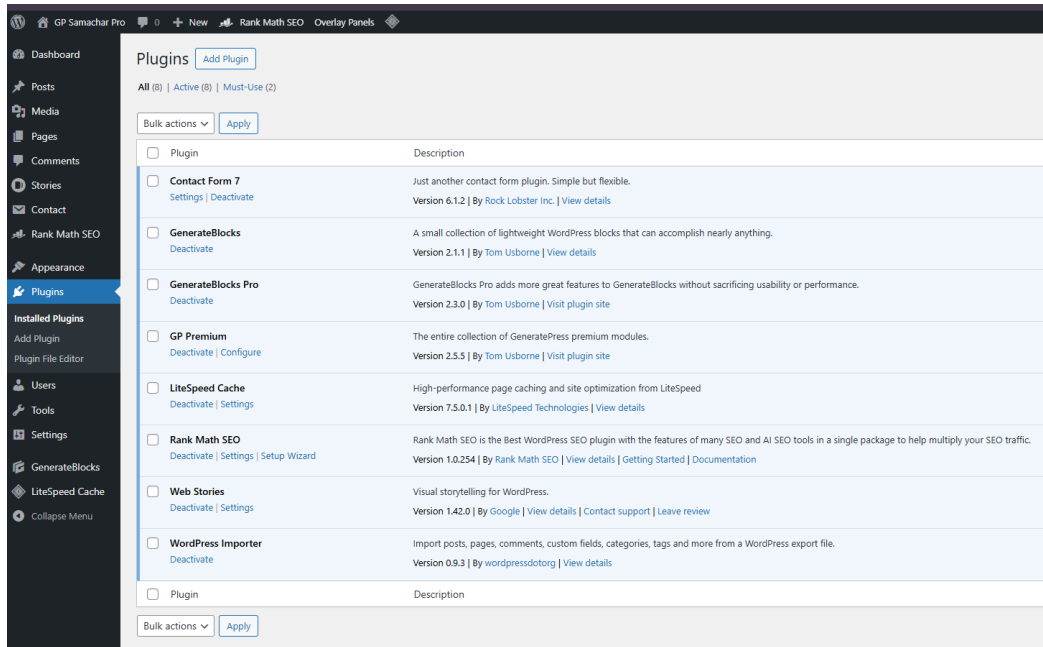 GP Samachar Pro 0 New Rank Math SEO Overlay Panels
Dashboard
Posts
Media
Pages
Comments
Stories
Contact
Rank Math SEO
Appearance
Plugins
Installed Plugins
Add Plugin
Plugin File Editor
Users
Tools
Settings
GenerateBlocks
LiteSpeed Cache
Collapse Menu
Plugins Add Plugin
All (8) | Active (8) | Must-Use (2)
Bulk actions Apply
Plugin Description
Contact Form 7 Just another contact form plugin. Simple but flexible.
Settings | Deactivate Version 6.1.2 | By Rock Lobster Inc. | View details
GenerateBlocks A small collection of lightweight WordPress blocks that can accomplish nearly anything.
Deactivate Version 2.1.1 | By Tom Usborne | View details
GenerateBlocks Pro GenerateBlocks Pro adds more great features to GenerateBlocks without sacrificing usability or performance.
Deactivate Version 2.3.0 | By Tom Usborne | Visit plugin site
GP Premium The entire collection of GeneratePress premium modules.
Deactivate | Configure Version 2.5.5 | By Tom Usborne | Visit plugin site
LiteSpeed Cache High-performance page caching and site optimization from LiteSpeed
Deactivate | Settings Version 7.5.0.1 | By LiteSpeed Technologies | View details
Rank Math SEO Rank Math SEO is the Best WordPress SEO plugin with the features of many SEO and AI SEO tools in a single package to help multiply your SEO traffic.
Deactivate | Settings | Setup Wizard Version 1.0.254 | By Rank Math SEO | View details | Getting Started | Documentation
Web Stories Visual storytelling for WordPress.
Deactivate | Settings Version 1.42.0 | By Google | View details | Contact support | Leave review
WordPress Importer Import posts, pages, comments, custom fields, categories, tags and more from a WordPress export file.
Deactivate Version 0.9.3 | By wordpressdotorg | View details
Plugin Description
Bulk actions Apply